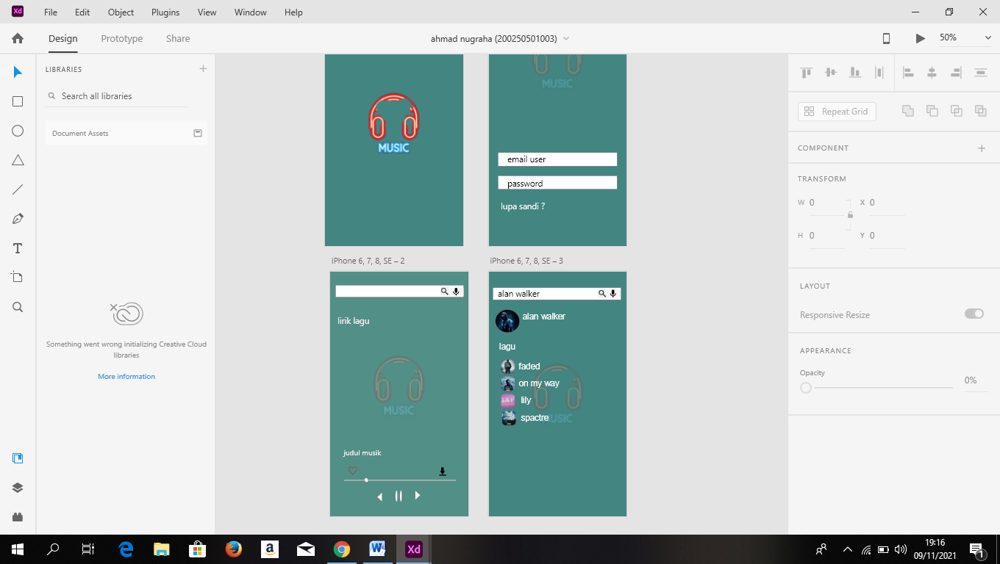 Xd File Edit Object Plugins View Window Help
Design Prototype Share ahmad nugraha (200250501003) 50%
LIBRARIES
Search all libraries
Document Assets
Something went wrong initializing Creative Cloud
libraries
More information
MUSIC
MUSIC
email user
password
lupa sandi ?
iPhone 6, 7, 8, SE – 2
lirik lagu
MUSIC
judul musik
iPhone 6, 7, 8, SE – 3
alan walker
alan walker
lagu
faded
on my way
LILY lily
spactre
MUSIC
Repeat Grid
COMPONENT
TRANSFORM
W 0 X 0
H 0 Y 0
LAYOUT
Responsive Resize
APPEARANCE
Opacity
0%
a W Xd 19:16
09/11/2021 1